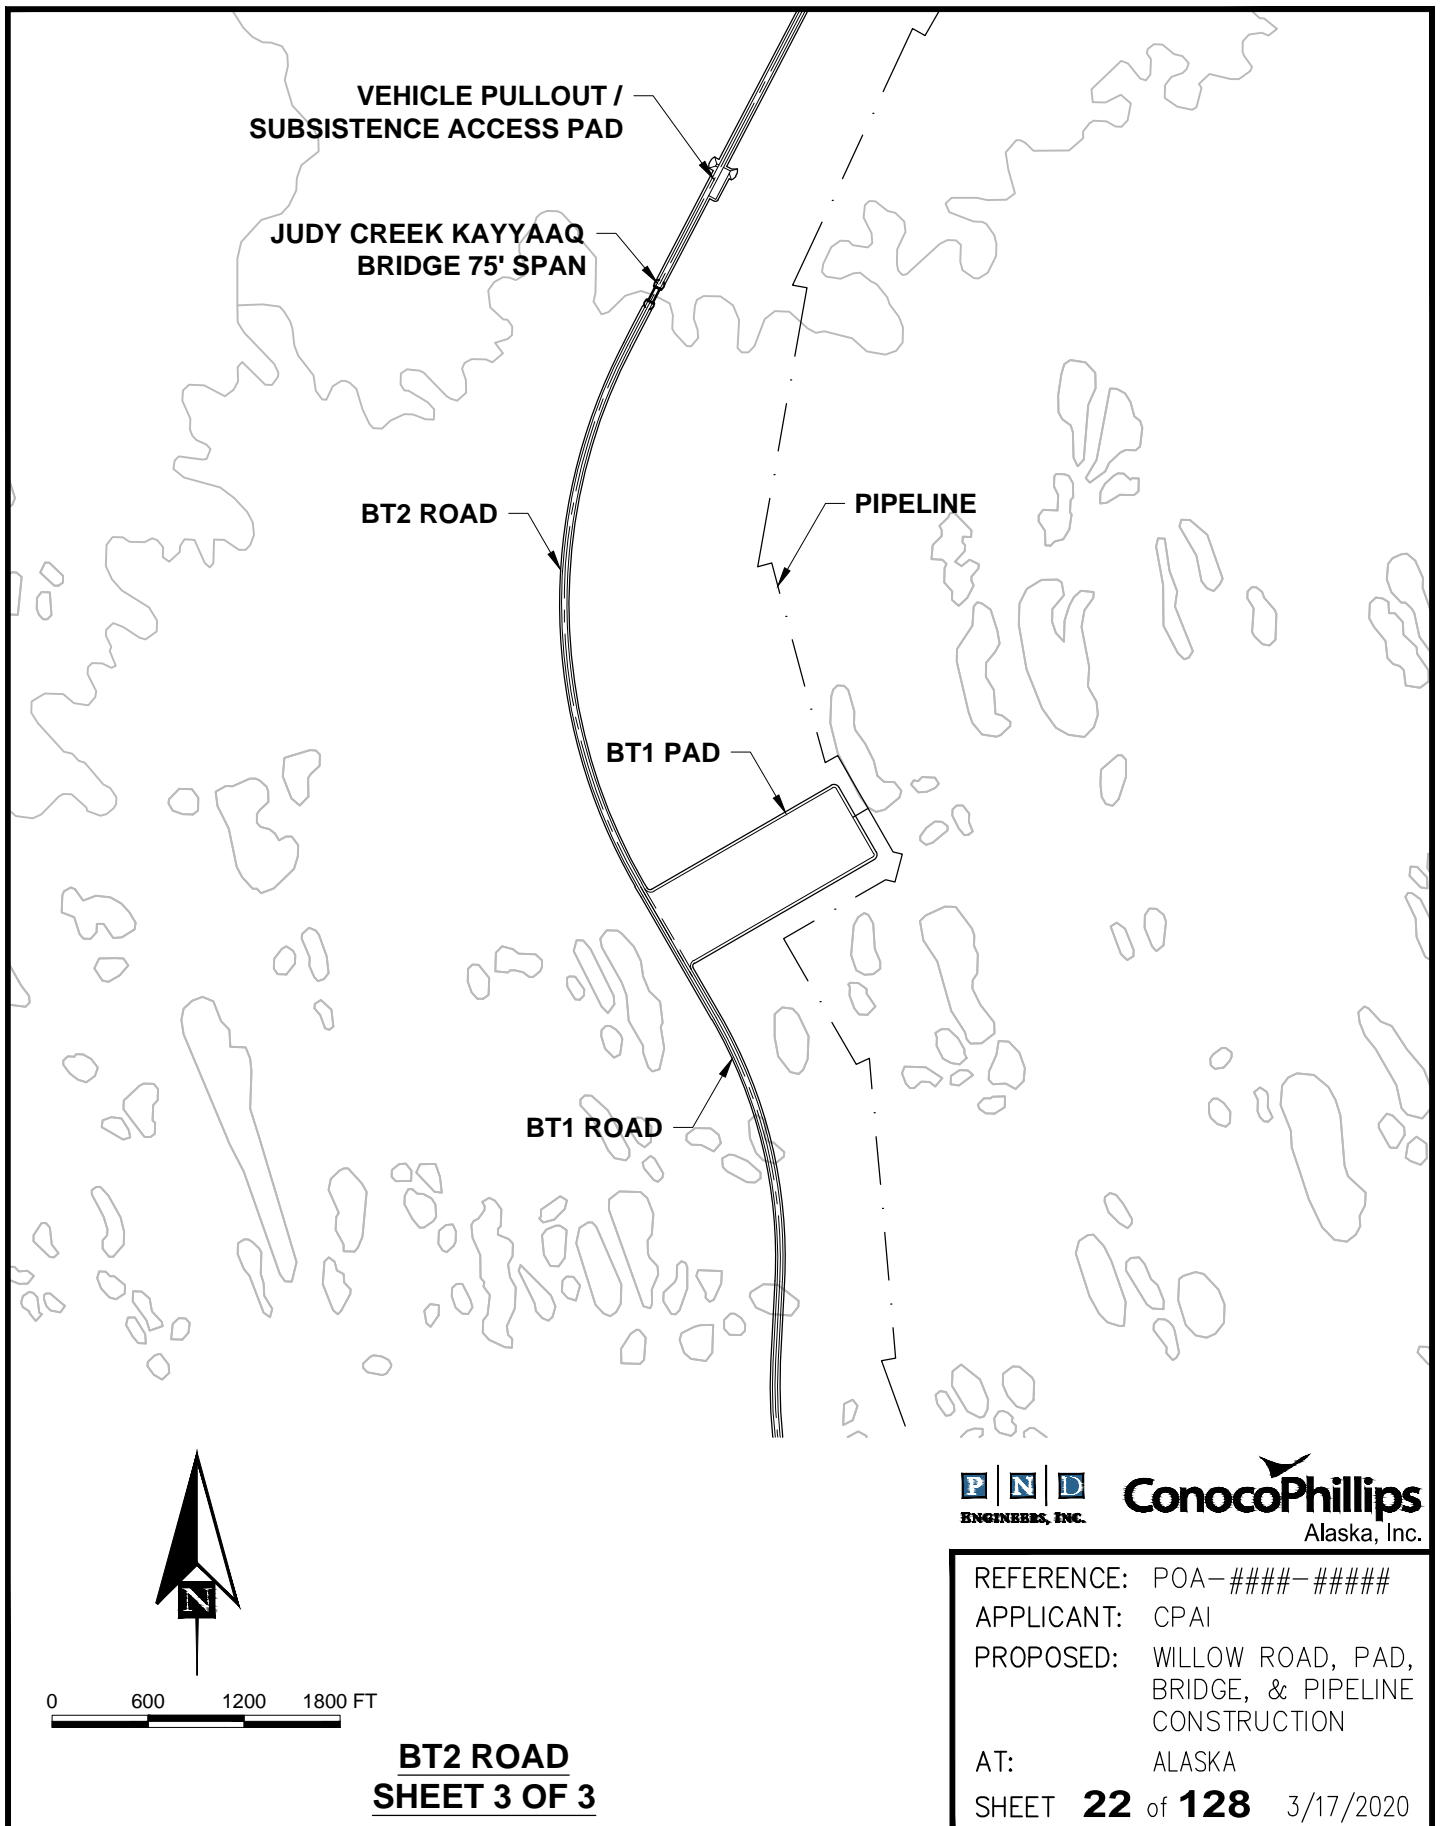 VEHICLE PULLOUT /
SUBSISTENCE ACCESS PAD
JUDY CREEK KAYYAAQ
BRIDGE 75' SPAN
BT2 ROAD
PIPELINE
BT1 PAD
BT1 ROAD
N
0 600 1200 1800 FT
BT2 ROAD
SHEET 3 OF 3
P N D
ENGINEERS, INC.
ConocoPhillips
Alaska, Inc.
REFERENCE: POA-####-#####
APPLICANT: CPAI
PROPOSED: WILLOW ROAD, PAD,
BRIDGE, & PIPELINE
CONSTRUCTION
AT: ALASKA
SHEET 22 of 128 3/17/2020